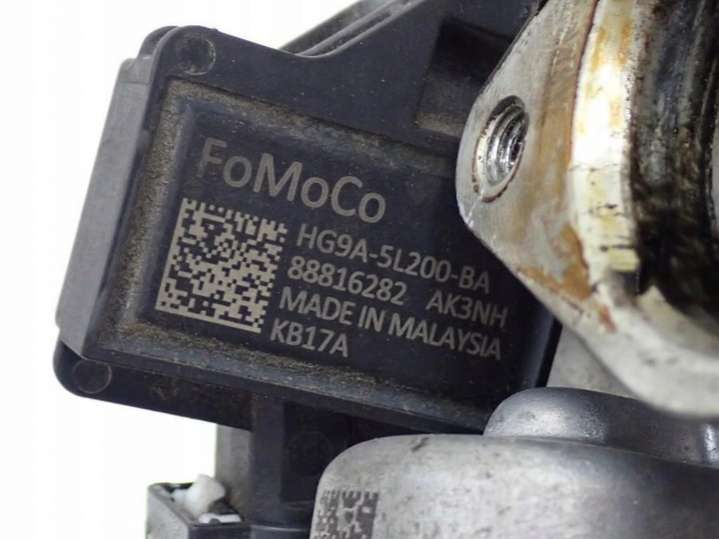 FoMoCo
HG9A-5L200-BA
88816282 AK3NH
MADE IN MALAYSIA
KB17A